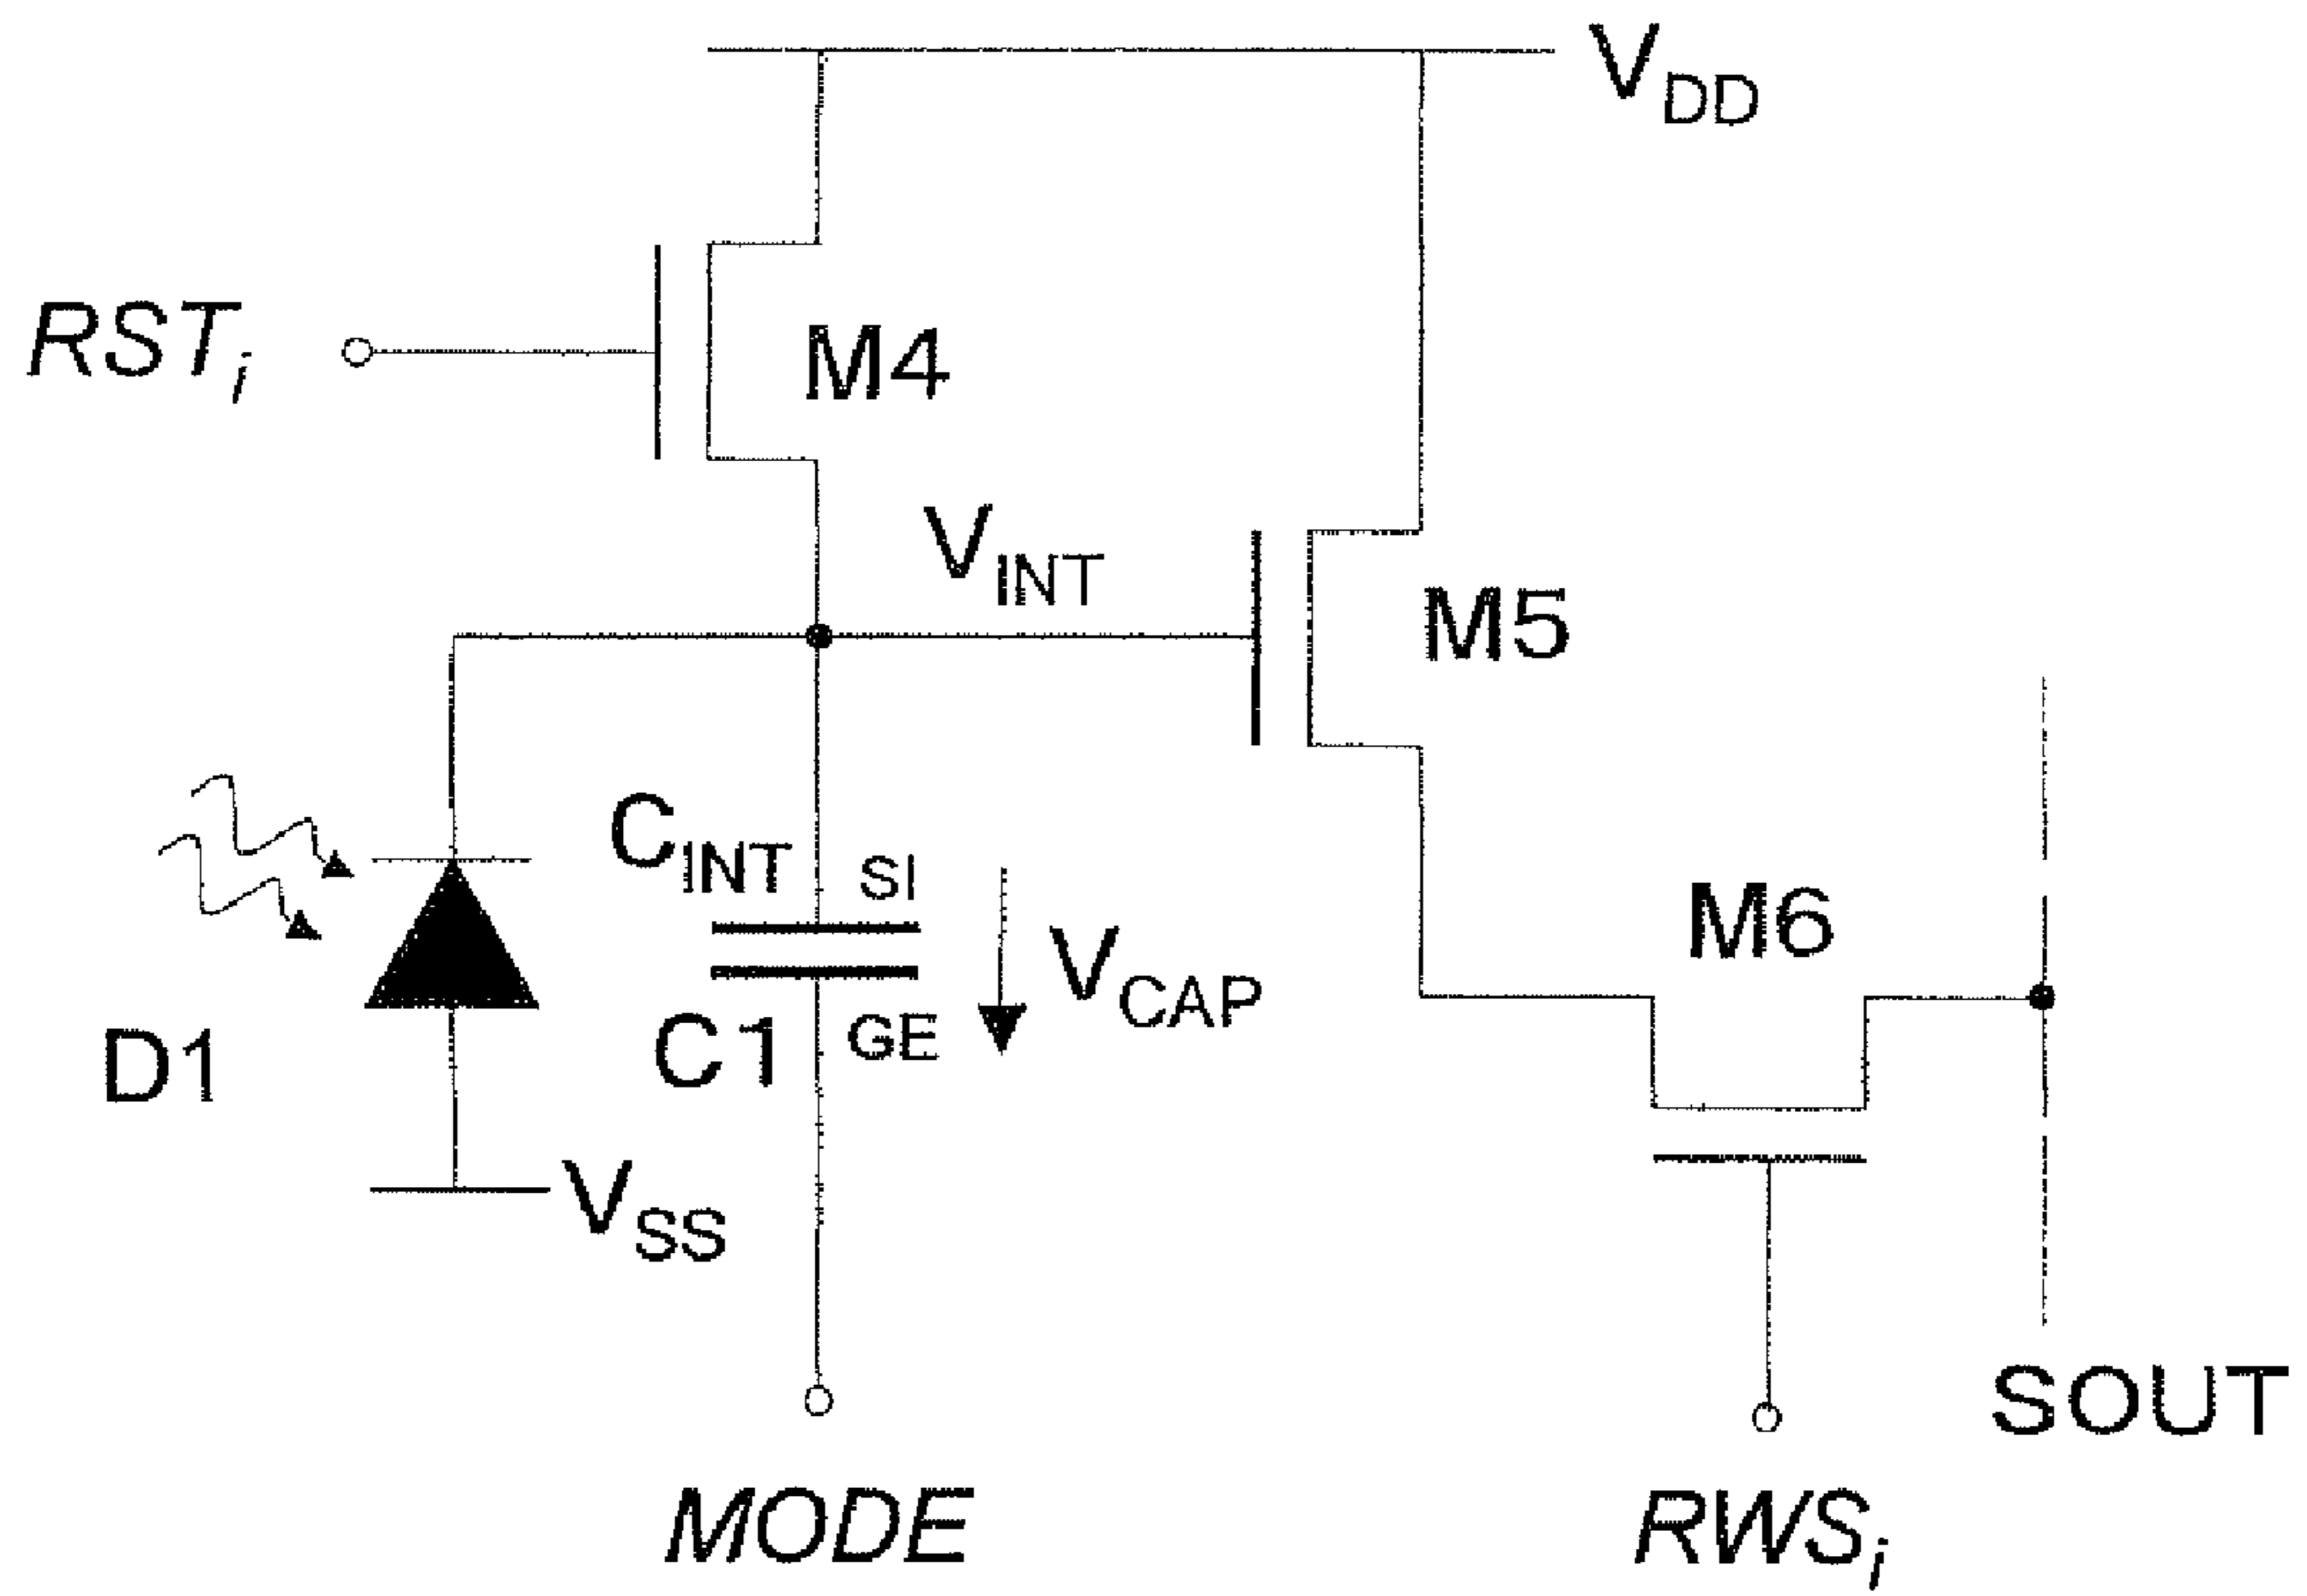 VDD
RSTi
M4
VINT
M5
CINT
SI
M6
VCAP
C1
GE
D1
VSS
SOUT
MODE
RWSi